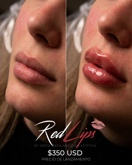 Red Lips
$350 USD
PRECIO DE LANZAMIENTO